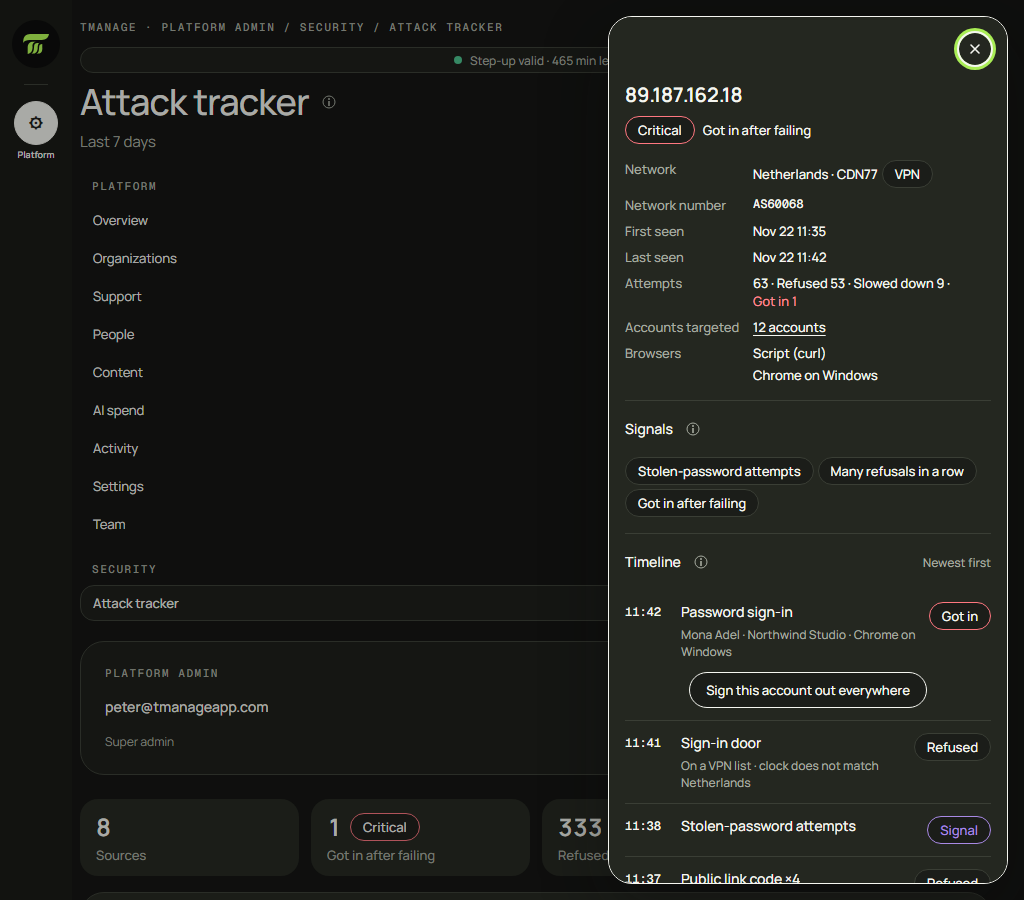 TMANAGE · PLATFORM ADMIN / SECURITY / ATTACK TRACKER
Step-up valid · 465 min le
Attack tracker
Last 7 days
Platform
PLATFORM
Overview
Organizations
Support
People
Content
AI spend
Activity
Settings
Team
SECURITY
Attack tracker
PLATFORM ADMIN
peter@tmanageapp.com
Super admin
8
Sources
1 Critical
Got in after failing
333
Refused
89.187.162.18
Critical Got in after failing
Network Netherlands · CDN77 VPN
Network number AS60068
First seen Nov 22 11:35
Last seen Nov 22 11:42
Attempts 63 · Refused 53 · Slowed down 9 ·
Got in 1
Accounts targeted 12 accounts
Browsers Script (curl)
Chrome on Windows
Signals
Stolen-password attempts Many refusals in a row
Got in after failing
Timeline Newest first
11:42 Password sign-in Got in
Mona Adel · Northwind Studio · Chrome on
Windows
Sign this account out everywhere
11:41 Sign-in door Refused
On a VPN list · clock does not match
Netherlands
11:38 Stolen-password attempts Signal
11:37 Public link code ×4 Refused